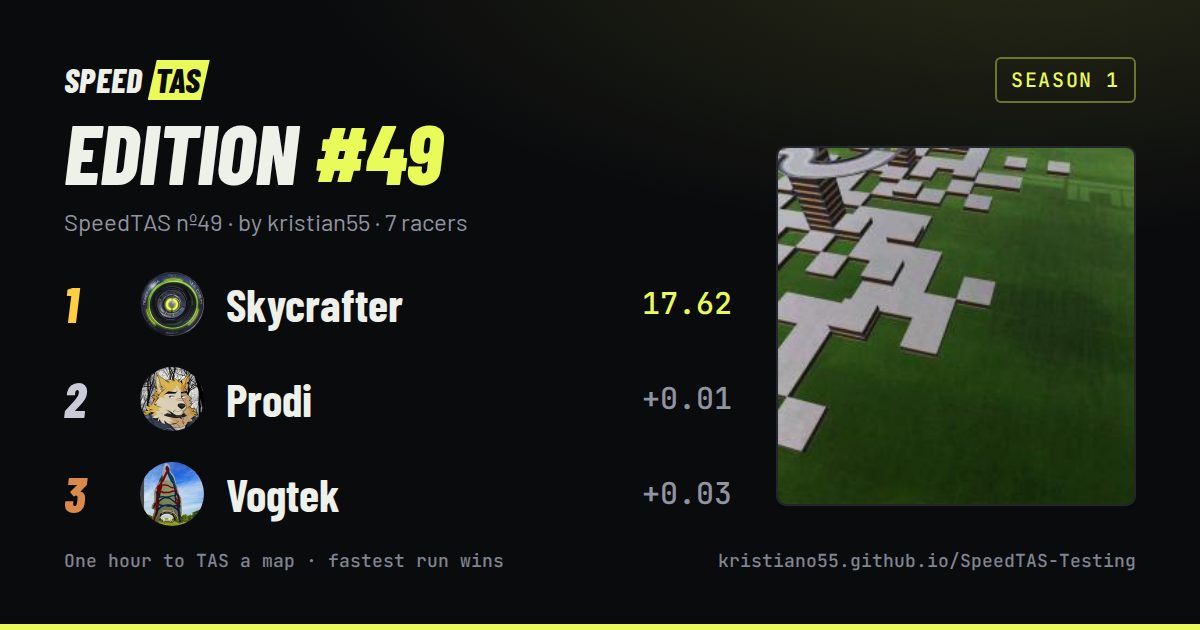 SPEED TAS
SEASON 1
EDITION #49
SpeedTAS nº49 · by kristian55 · 7 racers
1 Skycrafter 17.62
2 Prodi +0.01
3 Vogtek +0.03
One hour to TAS a map · fastest run wins
kristiano55.github.io/SpeedTAS-Testing